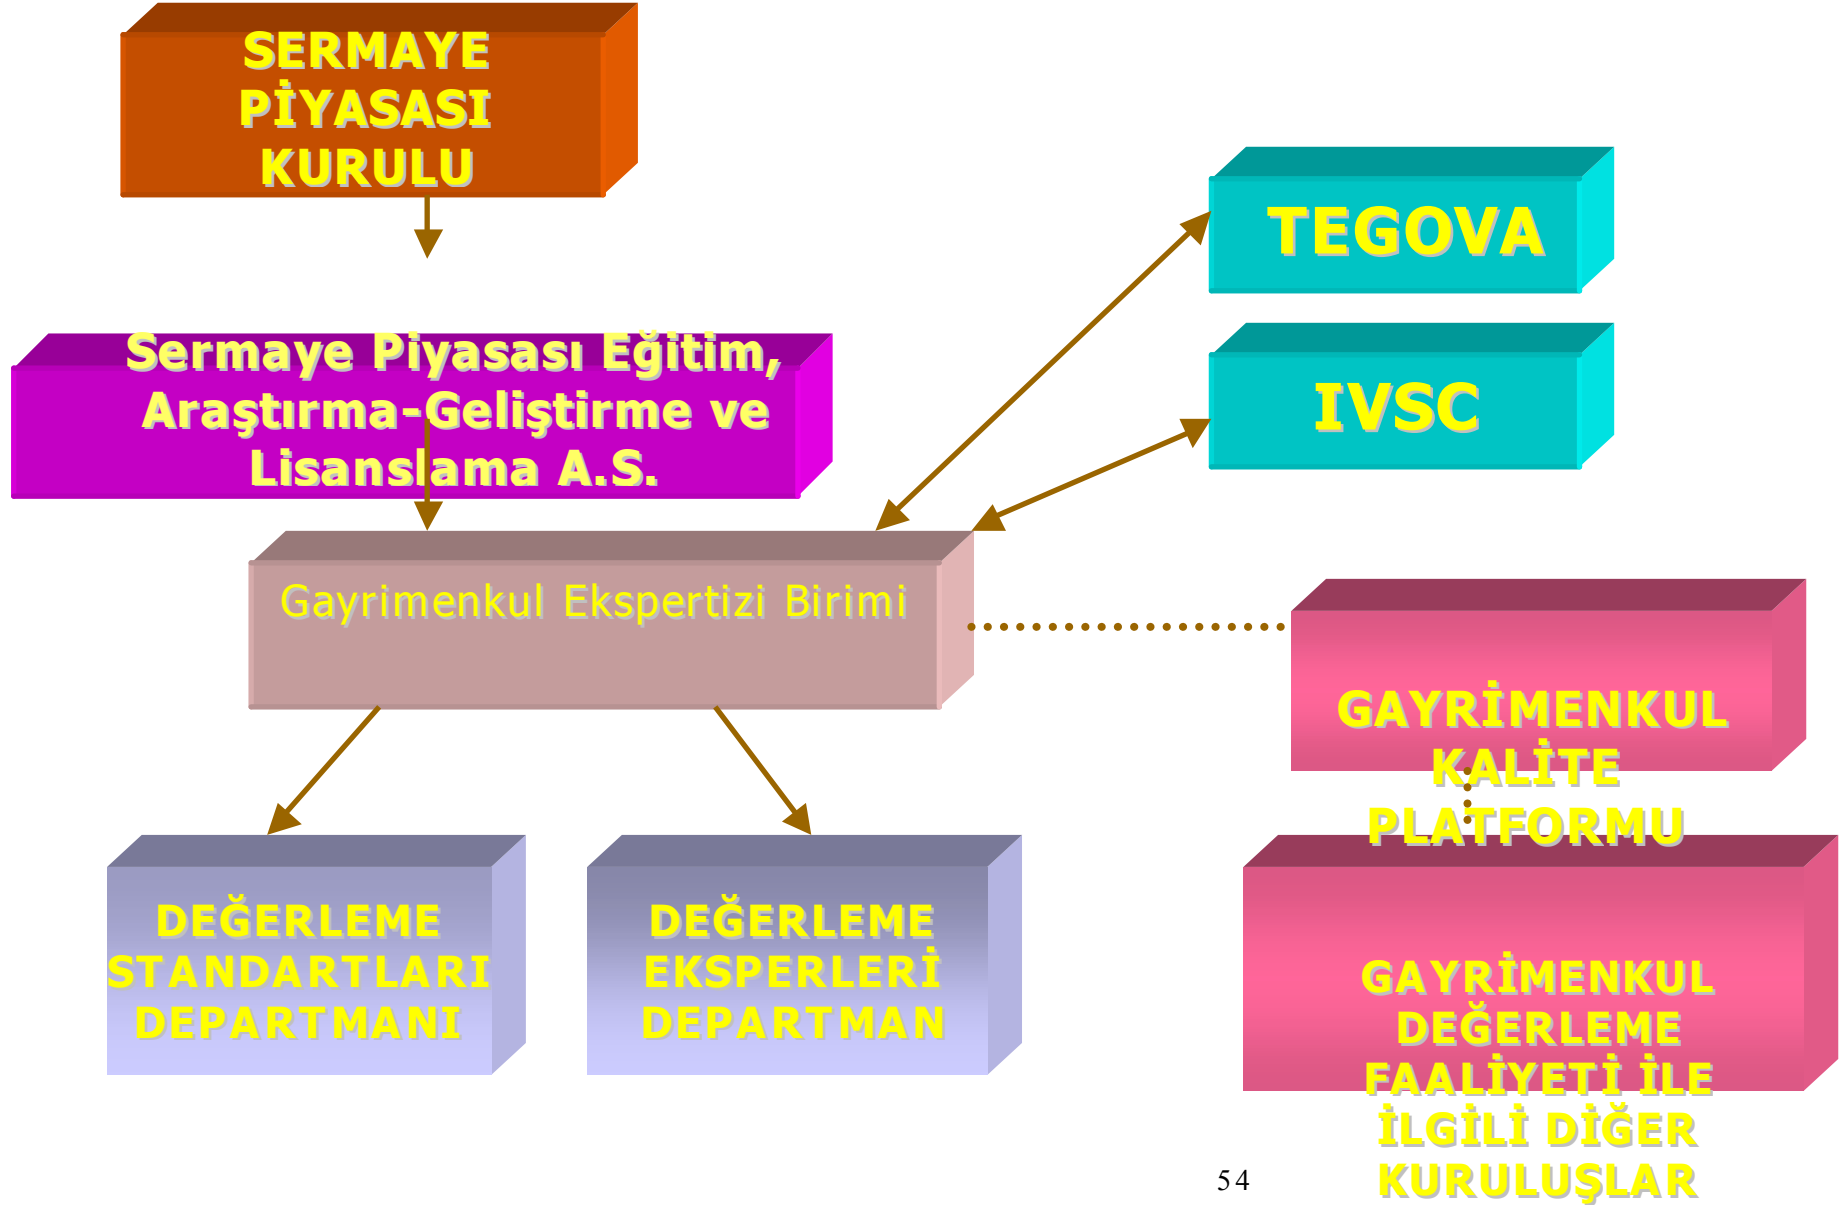 SERMAYE
PİYASASI
KURULU
TEGOVA
IVSC
Sermaye Piyasası Eğitim,
Araştırma-Geliştirme ve
Lisanslama A.S.
Gayrimenkul Ekspertizi Birimi
GAYRİMENKUL
KALİTE
PLATFORMU
DEĞERLEME
STANDARTLARI
DEPARTMANI
DEĞERLEME
EKSPERLERİ
DEPARTMAN
GAYRİMENKUL
DEĞERLEME
FAALİYETİ İLE
İLGİLİ DİĞER
KURULUŞLAR
54